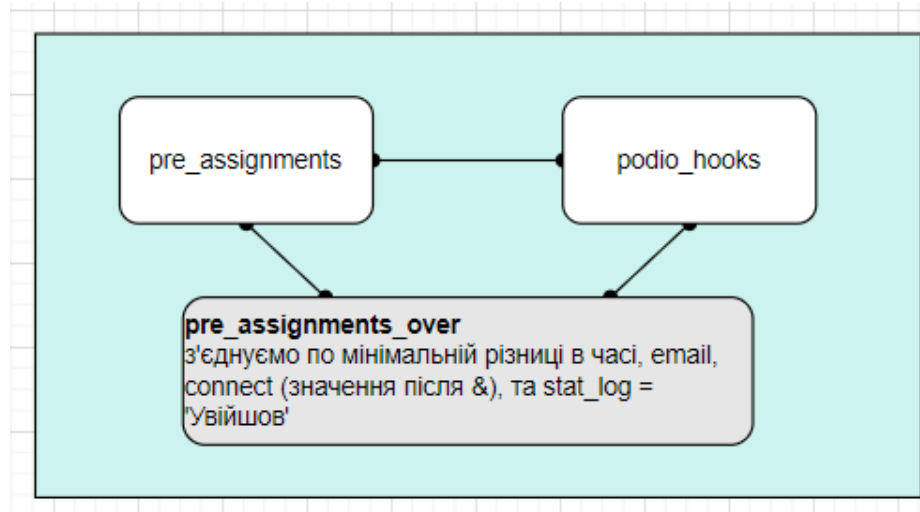 pre_assignments
podio_hooks
pre_assignments_over
з'єднуємо по мінімальній різниці в часі, email,
connect (значення після &), та stat_log =
'Увійшов'